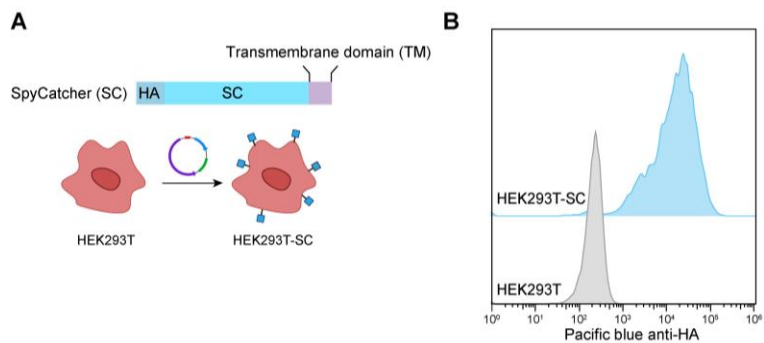 A
Transmembrane domain (TM)
SpyCatcher (SC)
HA
SC
HEK293T
HEK293T-SC
B
HEK293T-SC
HEK293T
10⁰ 10¹ 10² 10³ 10⁴ 10⁵ 10⁶
Pacific blue anti-HA